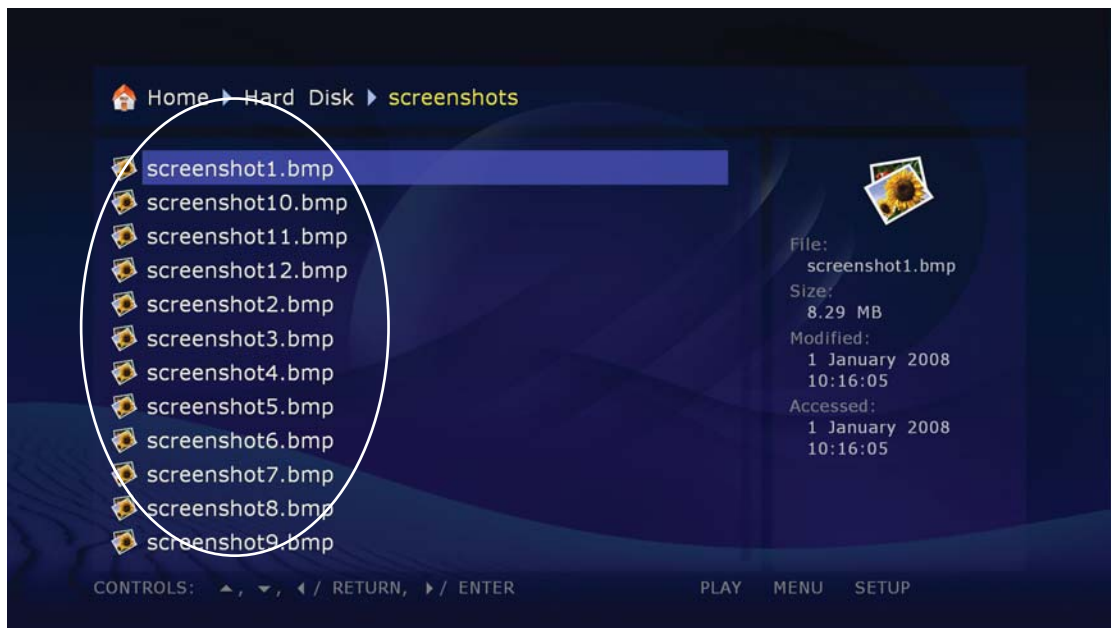 Home Hard Disk screenshots
screenshot1.bmp
screenshot10.bmp
screenshot11.bmp
screenshot12.bmp
screenshot2.bmp
screenshot3.bmp
screenshot4.bmp
screenshot5.bmp
screenshot6.bmp
screenshot7.bmp
screenshot8.bmp
screenshot9.bmp
File:
screenshot1.bmp
Size:
8.29 MB
Modified:
1 January 2008
10:16:05
Accessed:
1 January 2008
10:16:05
CONTROLS: ▲, ▼, ◀ / RETURN, ▶ / ENTER PLAY MENU SETUP